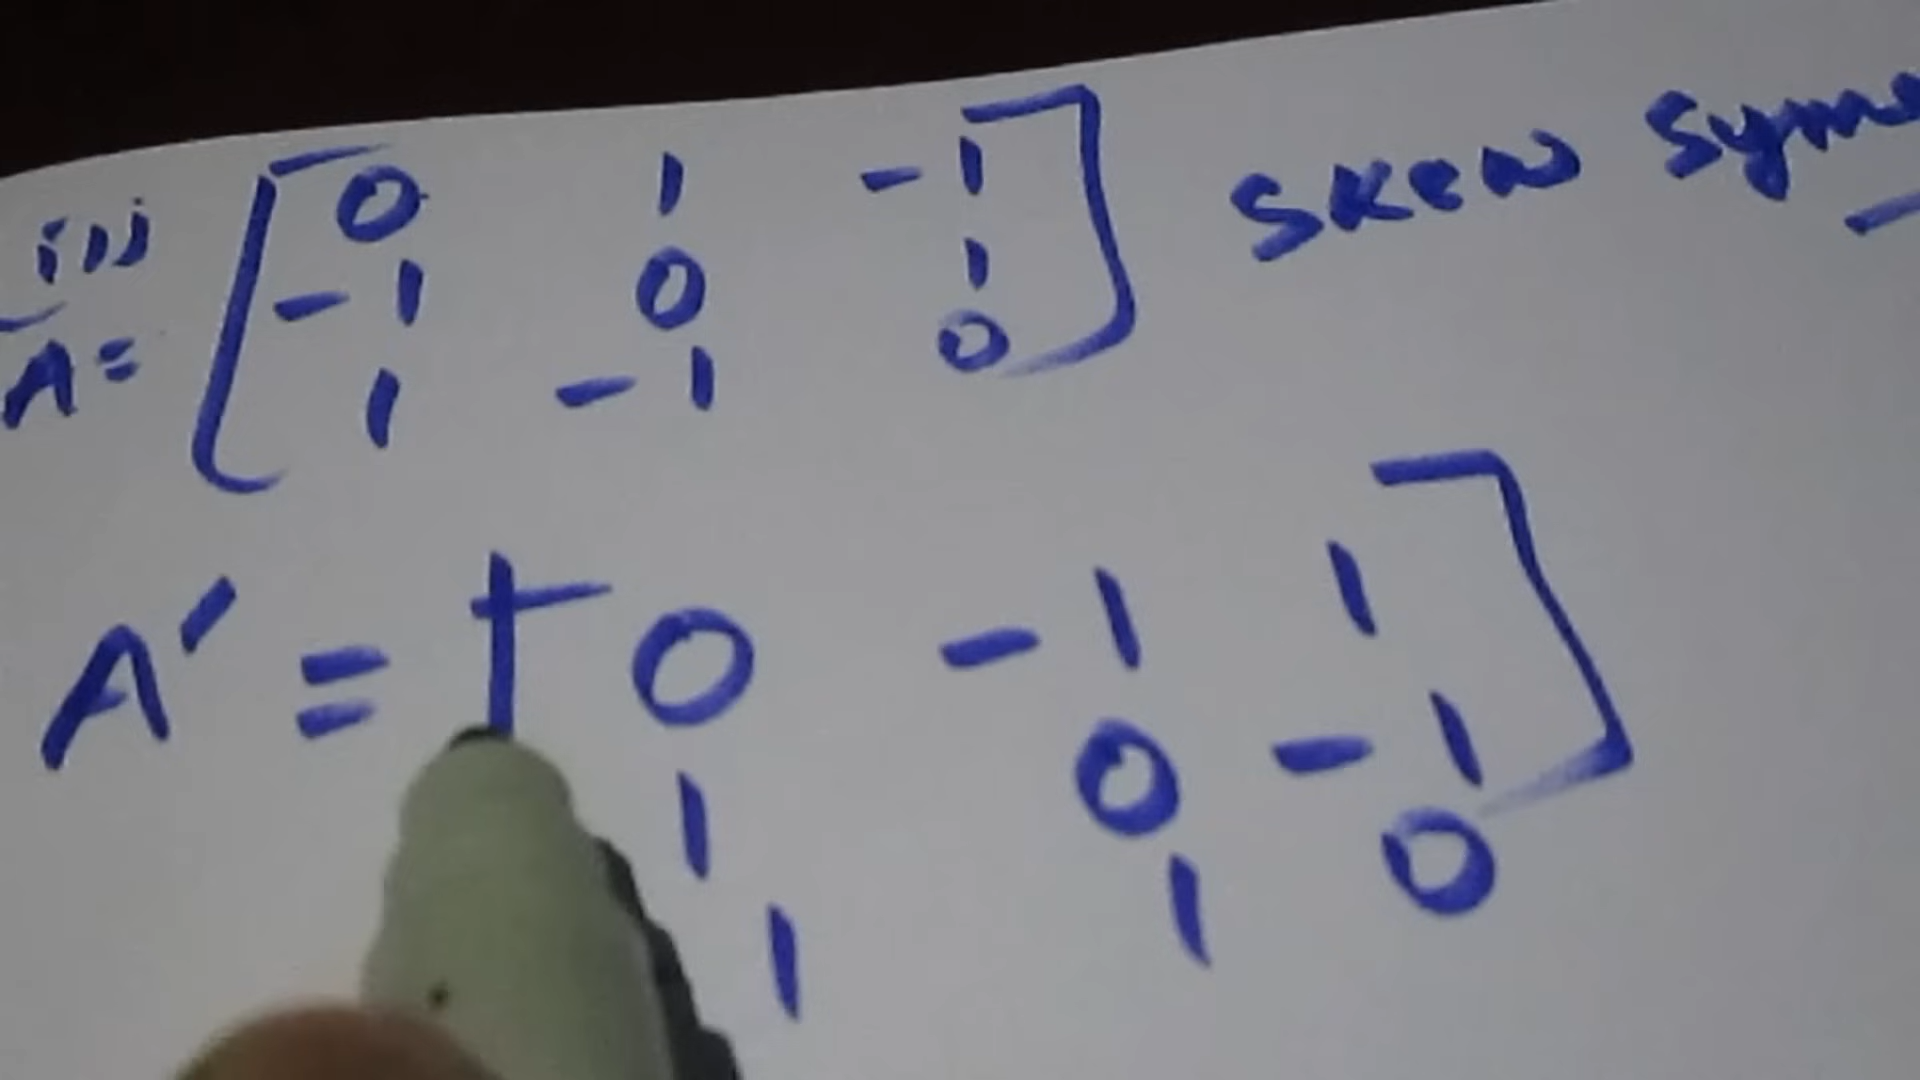 ii)
A = [ 0 1 -1
-1 0 1
1 -1 0 ] Skew
A' = [ 0 -1 1
1 0 -1
1 1 0 ]